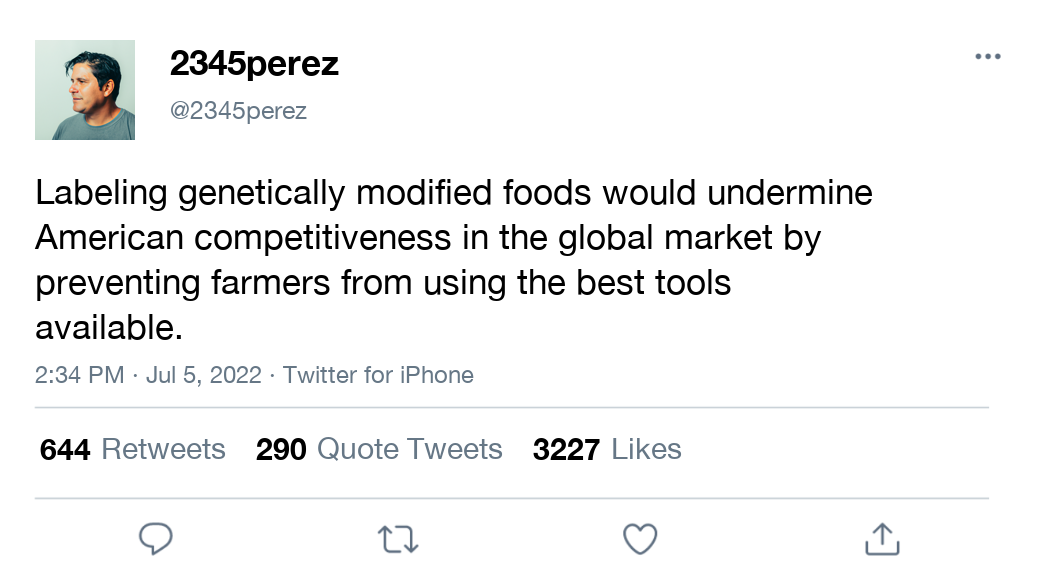 2345perez
@2345perez
Labeling genetically modified foods would undermine
American competitiveness in the global market by
preventing farmers from using the best tools
available.
2:34 PM · Jul 5, 2022 · Twitter for iPhone
644 Retweets 290 Quote Tweets 3227 Likes